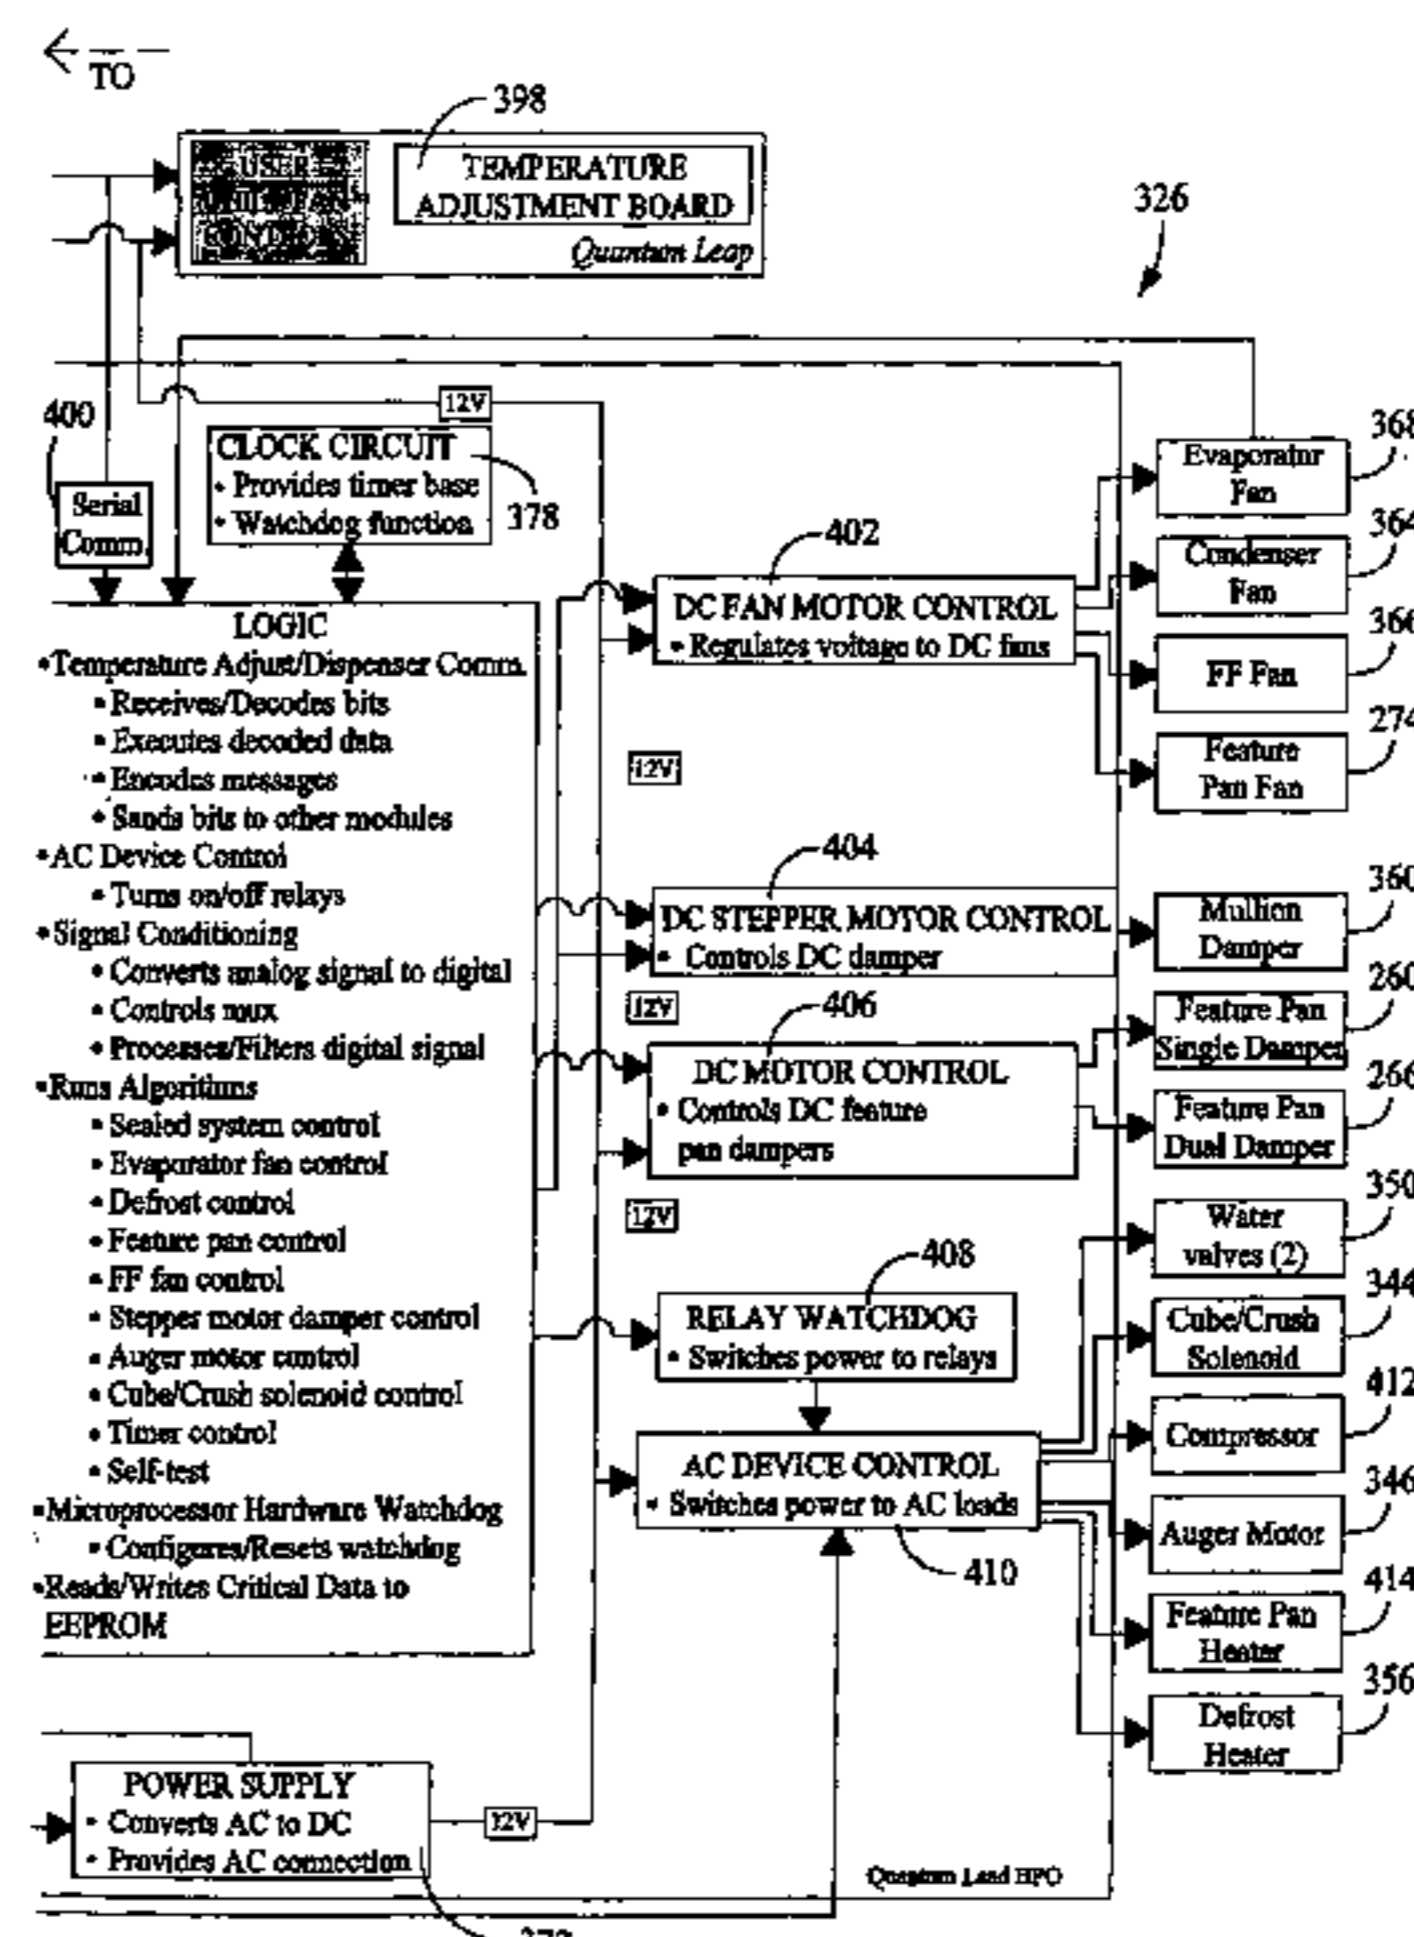 TO
398
USER
TEMPERATURE
ADJUSTMENT BOARD
Quantum Leap
326
12V
400
CLOCK CIRCUIT
• Provides timer base
• Watchdog function
378
Serial
Comm.
368
Evaporator
Fan
364
Condenser
Fan
366
FF Fan
274
Feature
Pan Fan
402
DC FAN MOTOR CONTROL
• Regulates voltage to DC fans
LOGIC
•Temperature Adjust/Dispenser Comm.
• Receives/Decodes bits
• Executes decoded data
• Encodes messages
• Sands bits to other modules
•AC Device Control
• Turns on/off relays
•Signal Conditioning
• Converts analog signal to digital
• Controls mux
• Processes/Filters digital signal
•Runs Algoritims
• Sealed system control
• Evaporator fan control
• Defrost control
• Feature pan control
• FF fan control
• Stepper motor damper control
• Auger motor control
• Cube/Crush solenoid control
• Timer control
• Self-test
•Microprocessor Hardware Watchdog
• Configures/Resets watchdog
•Reads/Writes Critical Data to
EEPROM
12V
404
DC STEPPER MOTOR CONTROL
• Controls DC damper
360
Mullion
Damper
12V
406
DC MOTOR CONTROL
• Controls DC feature
pan dampers
260
Feature Pan
Single Damper
266
Feature Pan
Dual Damper
12V
408
RELAY WATCHDOG
• Switches power to relays
350
Water
valves (2)
344
Cube/Crush
Solenoid
412
Compressor
AC DEVICE CONTROL
• Switches power to AC loads
410
346
Auger Motor
414
Feature Pan
Heater
356
Defrost
Heater
POWER SUPPLY
• Converts AC to DC
• Provides AC connection
12V
Quantum Lead HPO